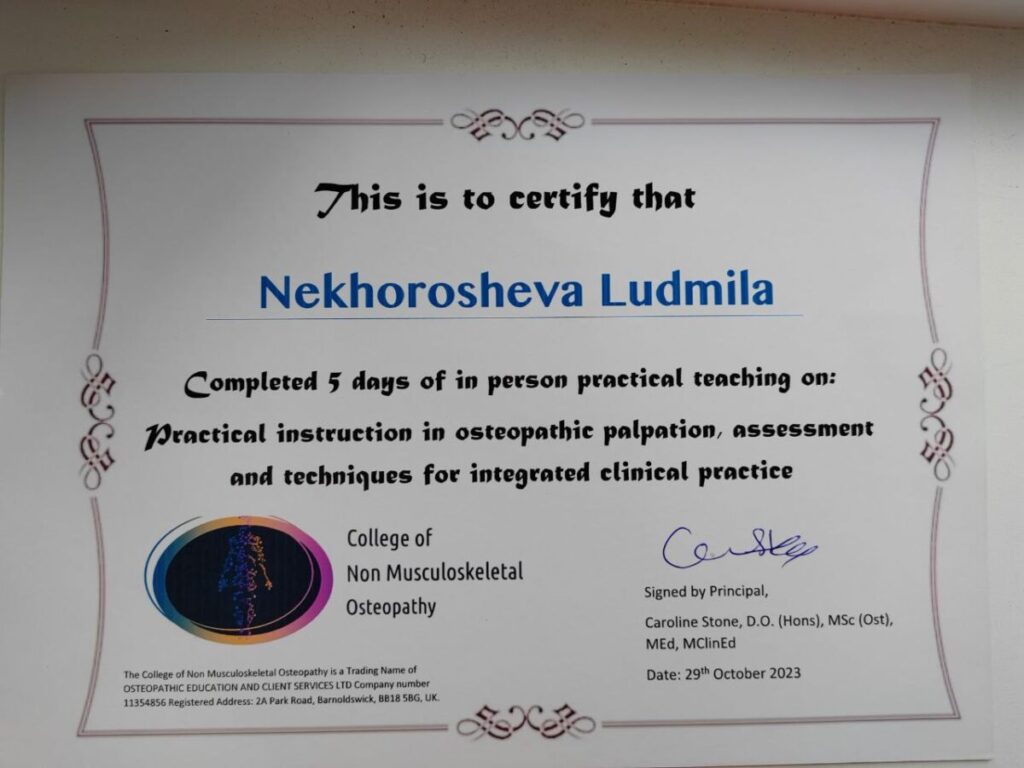 This is to certify that
Nekhorosheva Ludmila
Completed 5 days of in person practical teaching on:
Practical instruction in osteopathic palpation, assessment
and techniques for integrated clinical practice
College of
Non Musculoskeletal
Osteopathy
Signed by Principal,
Caroline Stone, D.O. (Hons), MSc (Ost),
MEd, MClinEd
Date: 29th October 2023
The College of Non Musculoskeletal Osteopathy is a Trading Name of
OSTEOPATHIC EDUCATION AND CLIENT SERVICES LTD Company number
11354856 Registered Address: 2A Park Road, Barnoldswick, BB18 5BG, UK.